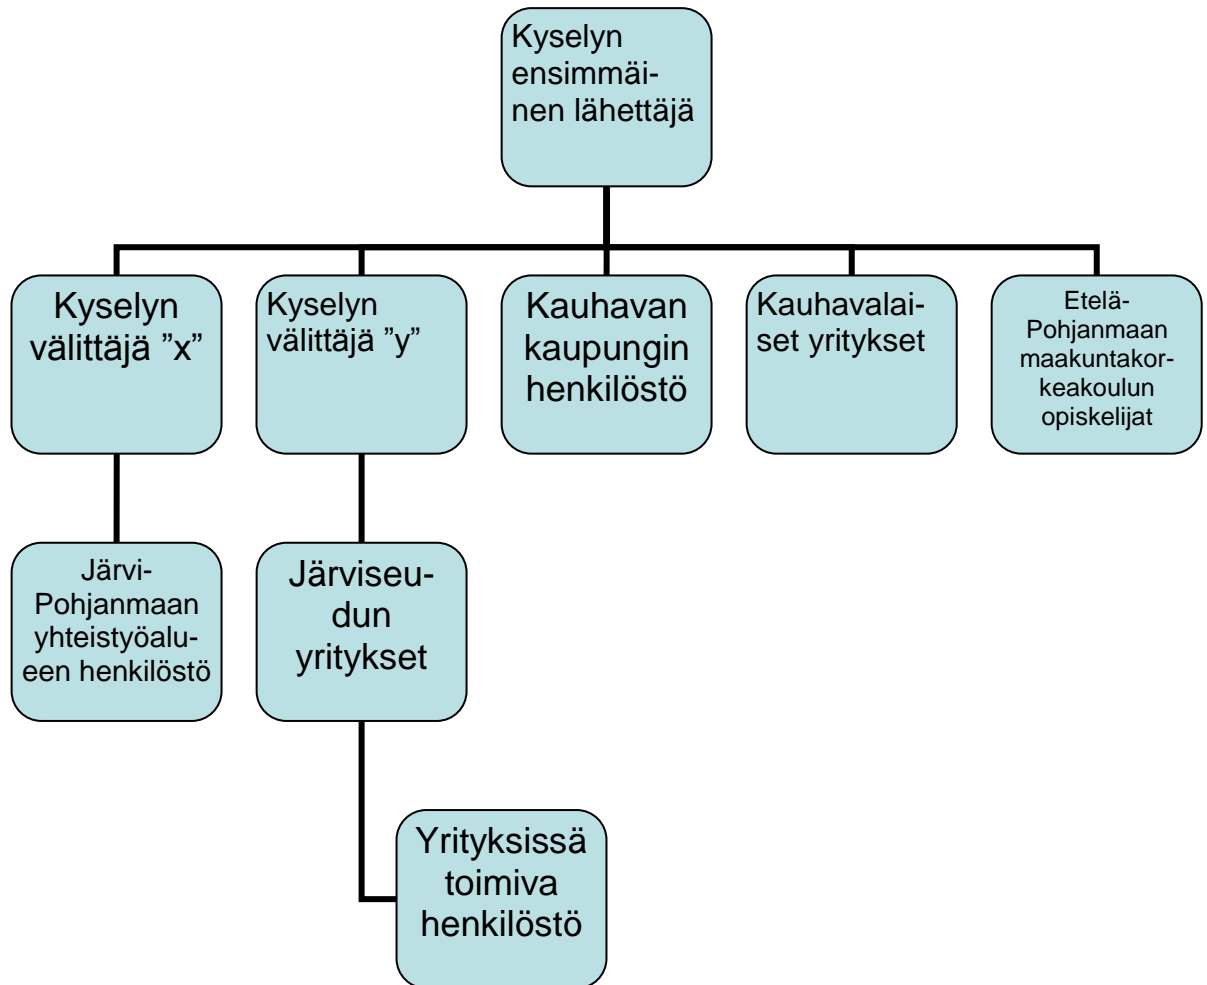 Kyselyn
ensimmäi-
nen lähettäjä
Kyselyn
välittäjä ”x”
Kyselyn
välittäjä ”y”
Kauhavan
kaupungin
henkilöstö
Kauhavalai-
set yritykset
Etelä-
Pohjanmaan
maakuntakor-
keakoulun
opiskelijat
Järvi-
Pohjanmaan
yhteistyöalu-
een henkilöstö
Järviseu-
dun
yritykset
Yrityksissä
toimiva
henkilöstö